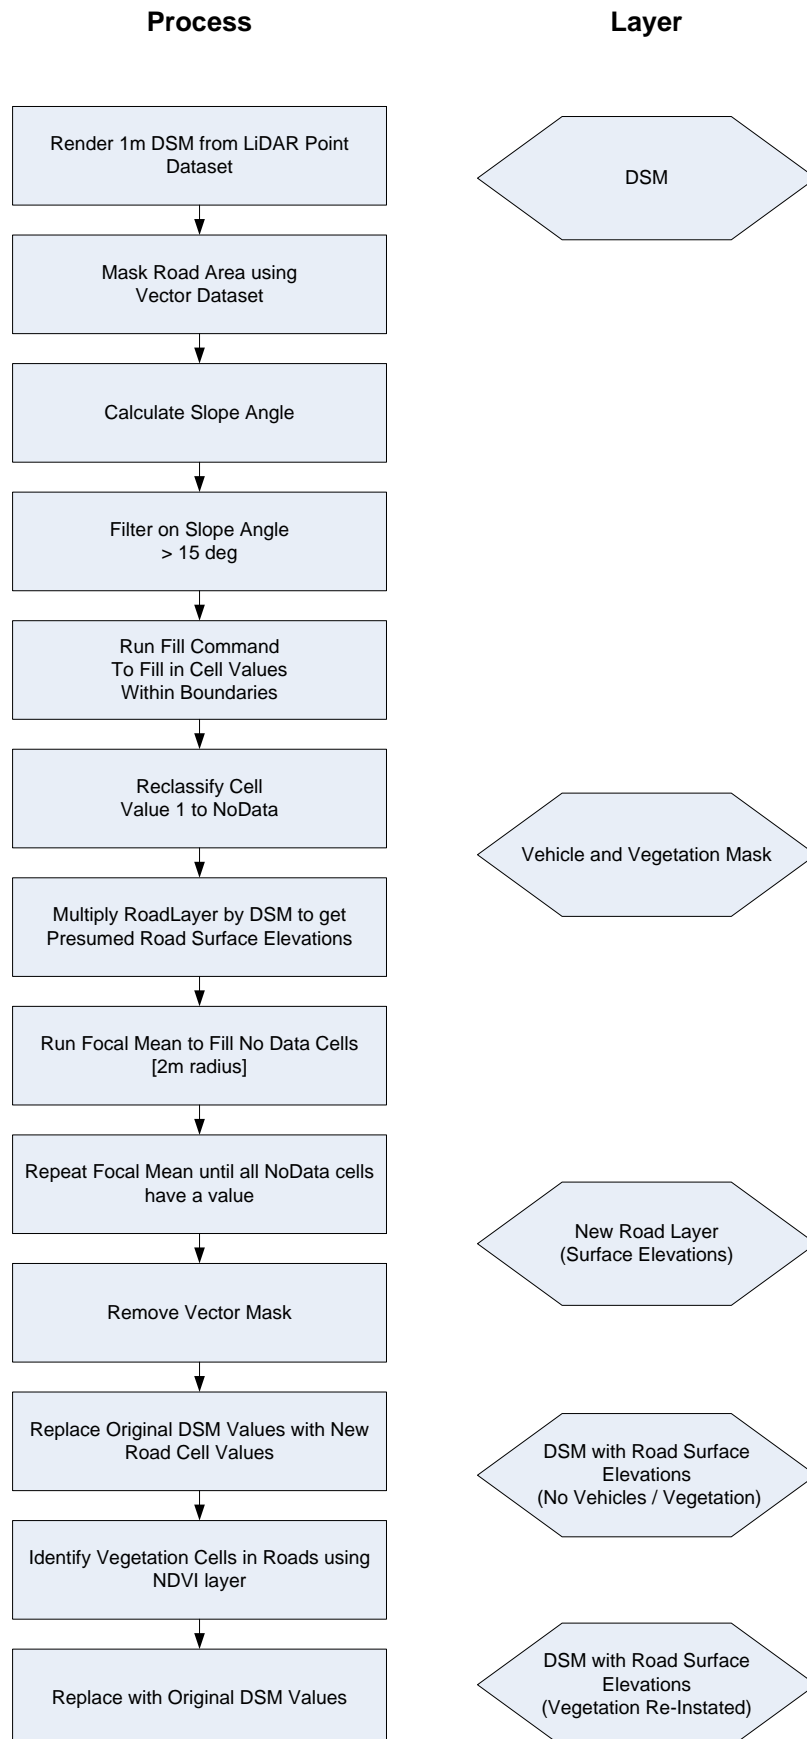 Process
Layer
Render 1m DSM from LiDAR Point
Dataset
DSM
Mask Road Area using
Vector Dataset
Calculate Slope Angle
Filter on Slope Angle
> 15 deg
Run Fill Command
To Fill in Cell Values
Within Boundaries
Reclassify Cell
Value 1 to NoData
Vehicle and Vegetation Mask
Multiply RoadLayer by DSM to get
Presumed Road Surface Elevations
Run Focal Mean to Fill No Data Cells
[2m radius]
Repeat Focal Mean until all NoData cells
have a value
New Road Layer
(Surface Elevations)
Remove Vector Mask
Replace Original DSM Values with New
Road Cell Values
DSM with Road Surface
Elevations
(No Vehicles / Vegetation)
Identify Vegetation Cells in Roads using
NDVI layer
Replace with Original DSM Values
DSM with Road Surface
Elevations
(Vegetation Re-Instated)